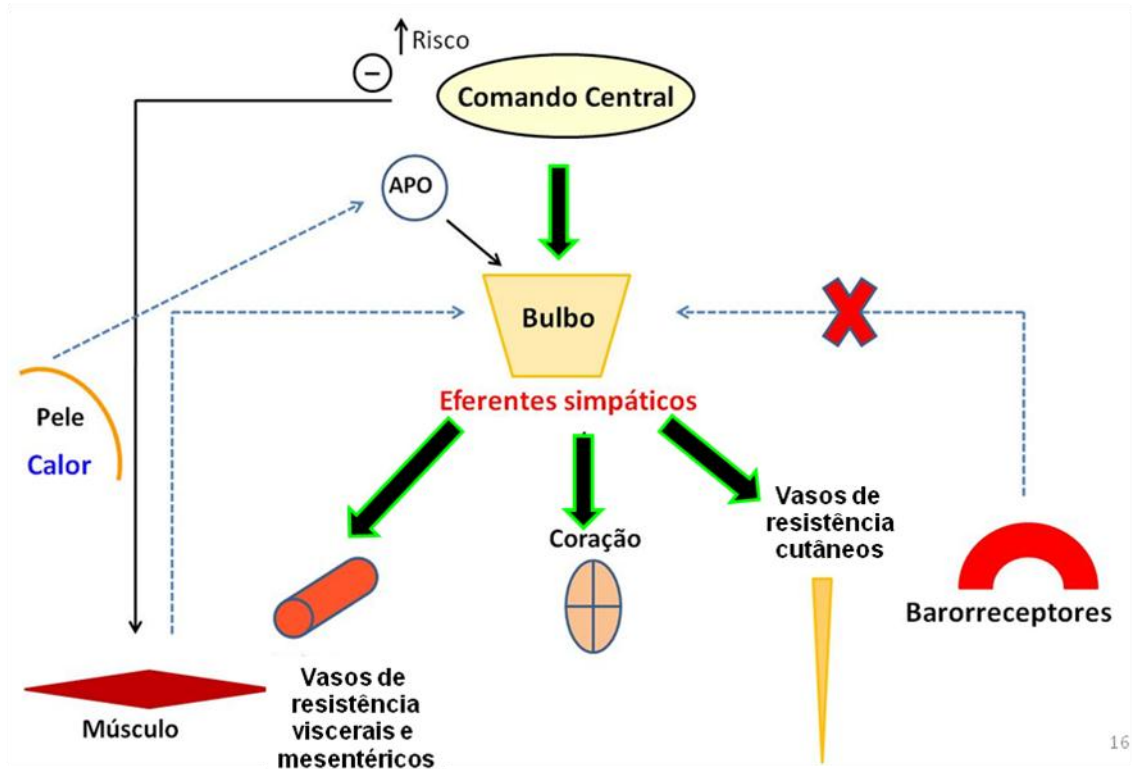 ↑ Risco
−
Comando Central
APO
Bulbo
Eferentes simpáticos
Pele
Calor
Vasos de
resistência
cutâneos
Coração
Barorreceptores
Músculo
Vasos de
resistência
viscerais e
mesentéricos
16